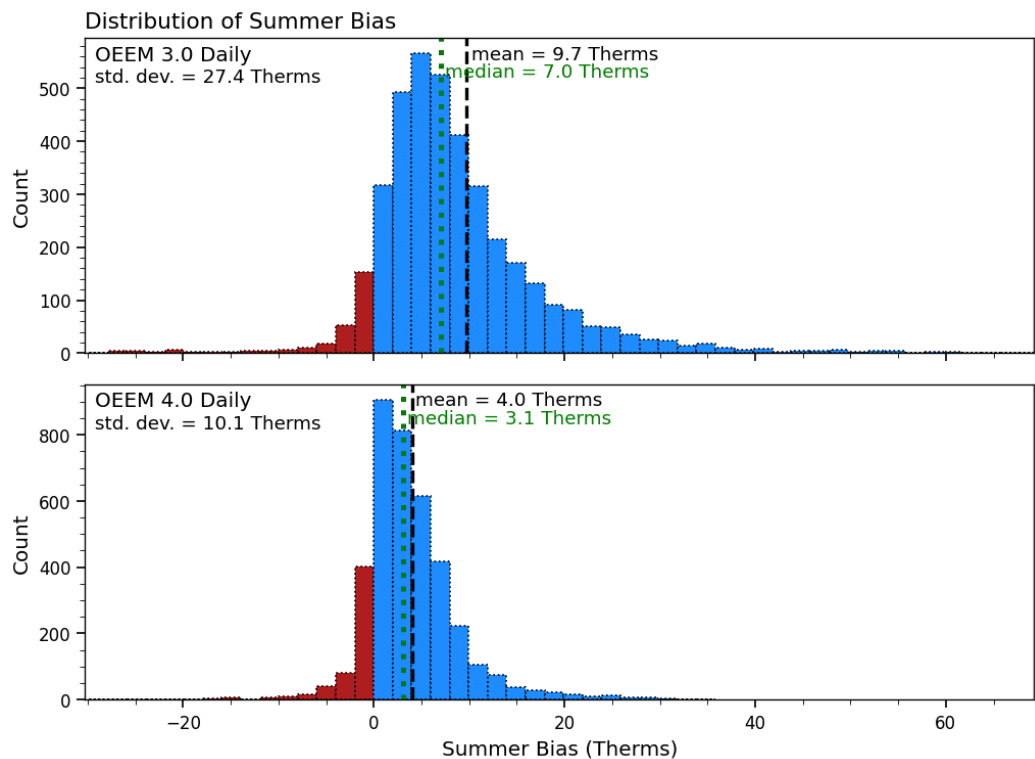 Distribution of Summer Bias
OEEM 3.0 Daily
std. dev. = 27.4 Therms
mean = 9.7 Therms
median = 7.0 Therms
Count
500
400
300
200
100
0
OEEM 4.0 Daily
std. dev. = 10.1 Therms
mean = 4.0 Therms
median = 3.1 Therms
Count
800
600
400
200
0
−20 0 20 40 60
Summer Bias (Therms)